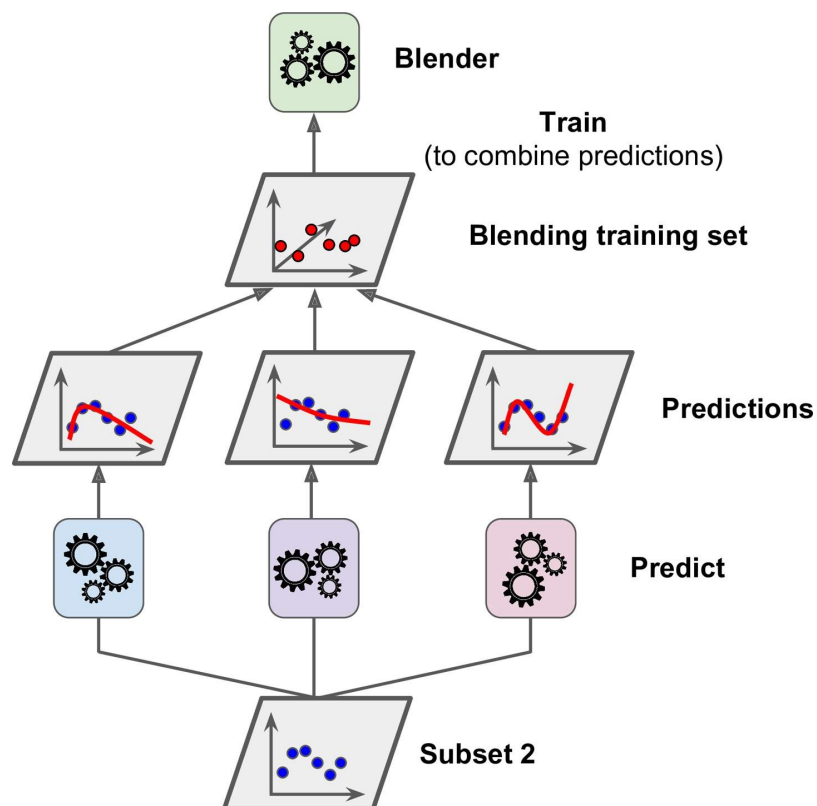 Blender
Train
(to combine predictions)
Blending training set
Predictions
Predict
Subset 2